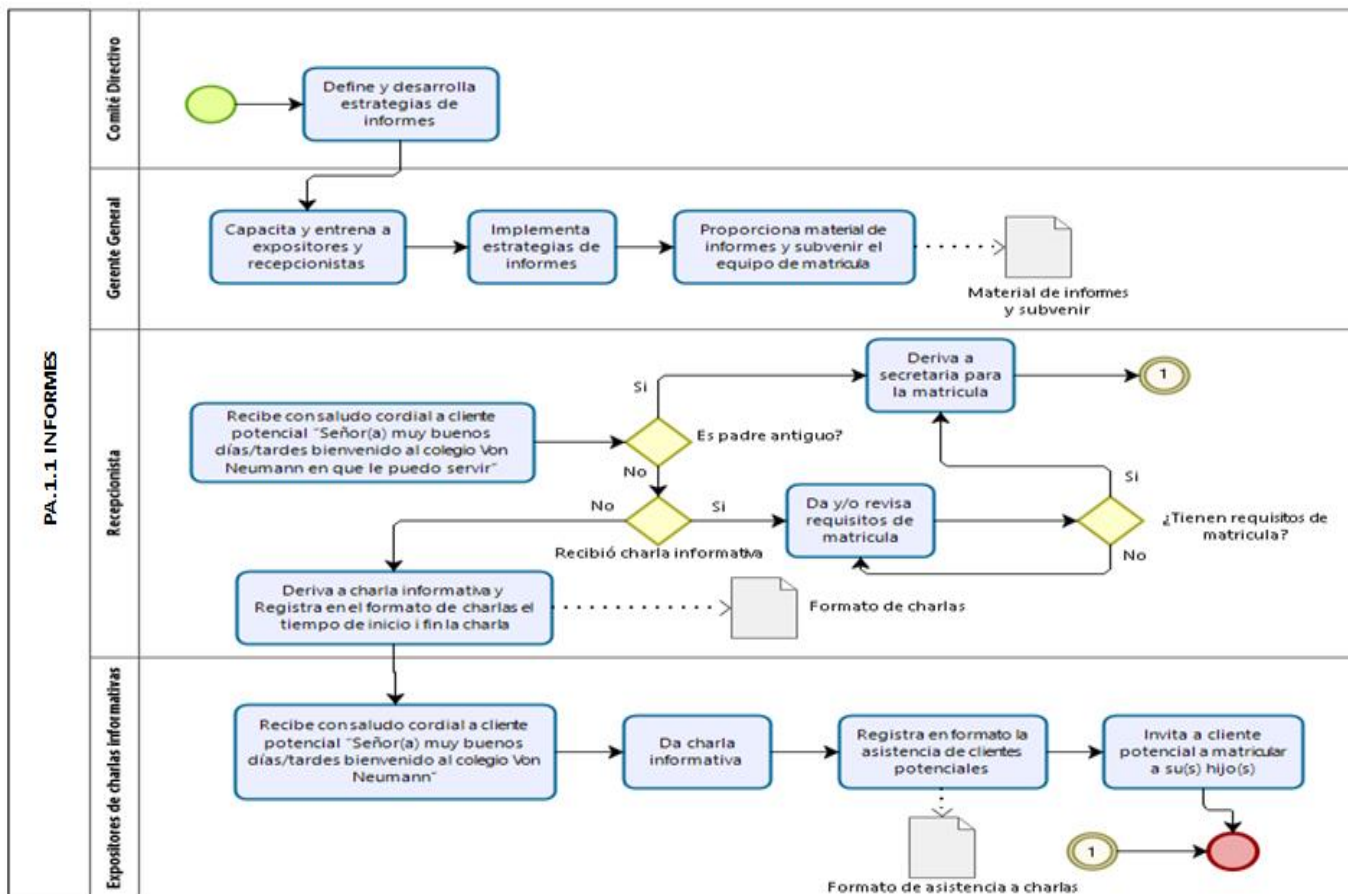 PA.1.1 INFORMES
Comité Directivo
Define y desarrolla
estrategias de
informes
Gerente General
Capacita y entrena a
expositores y
recepcionistas
Implementa
estrategias de
informes
Proporciona material de
informes y subvenir el
equipo de matricula
Material de informes
y subvenir
Recepcionista
Recibe con saludo cordial a cliente
potencial "Señor(a) muy buenos
días/tardes bienvenido al colegio Von
Neumann en que le puedo servir"
Es padre antiguo?
Si
No
Deriva a
secretaria para
la matricula
1
Recibió charla informativa
No
Si
Da y/o revisa
requisitos de
matricula
¿Tienen requisitos de
matricula?
Si
No
Deriva a charla informativa y
Registra en el formato de charlas el
tiempo de inicio i fin la charla
Formato de charlas
Expositores de charlas informativas
Recibe con saludo cordial a cliente
potencial "Señor(a) muy buenos
días/tardes bienvenido al colegio Von
Neumann"
Da charla
informativa
Registra en formato la
asistencia de clientes
potenciales
Invita a cliente
potencial a matricular
a su(s) hijo(s)
Formato de asistencia a charlas
1